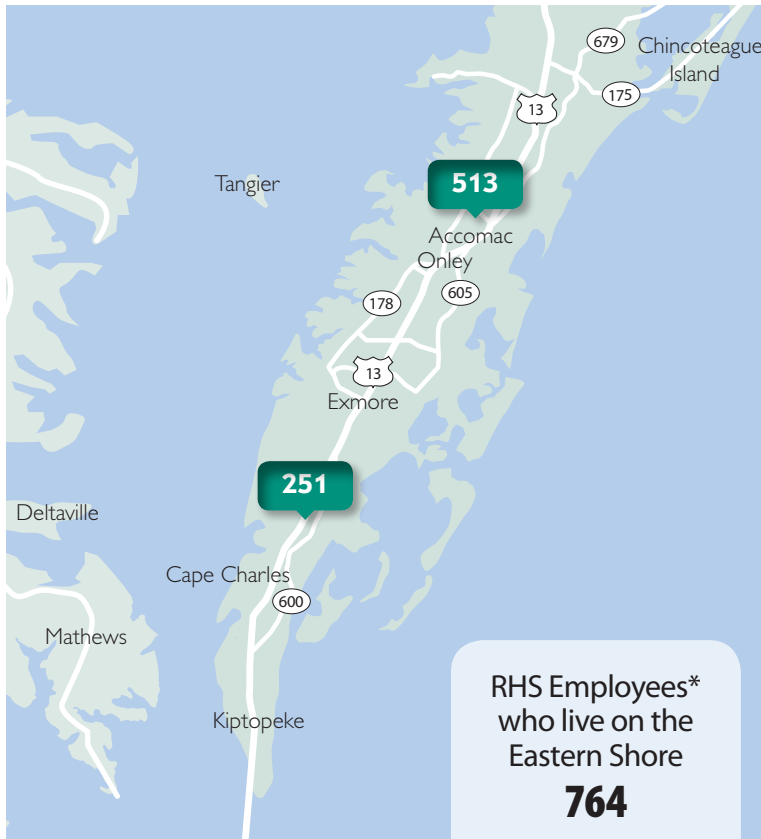 679
Chincoteague
Island
175
13
Tangier
513
Accomac
Onley
605
178
13
Exmore
251
Deltaville
Cape Charles
600
Mathews
Kiptopeke
RHS Employees*
who live on the
Eastern Shore
764